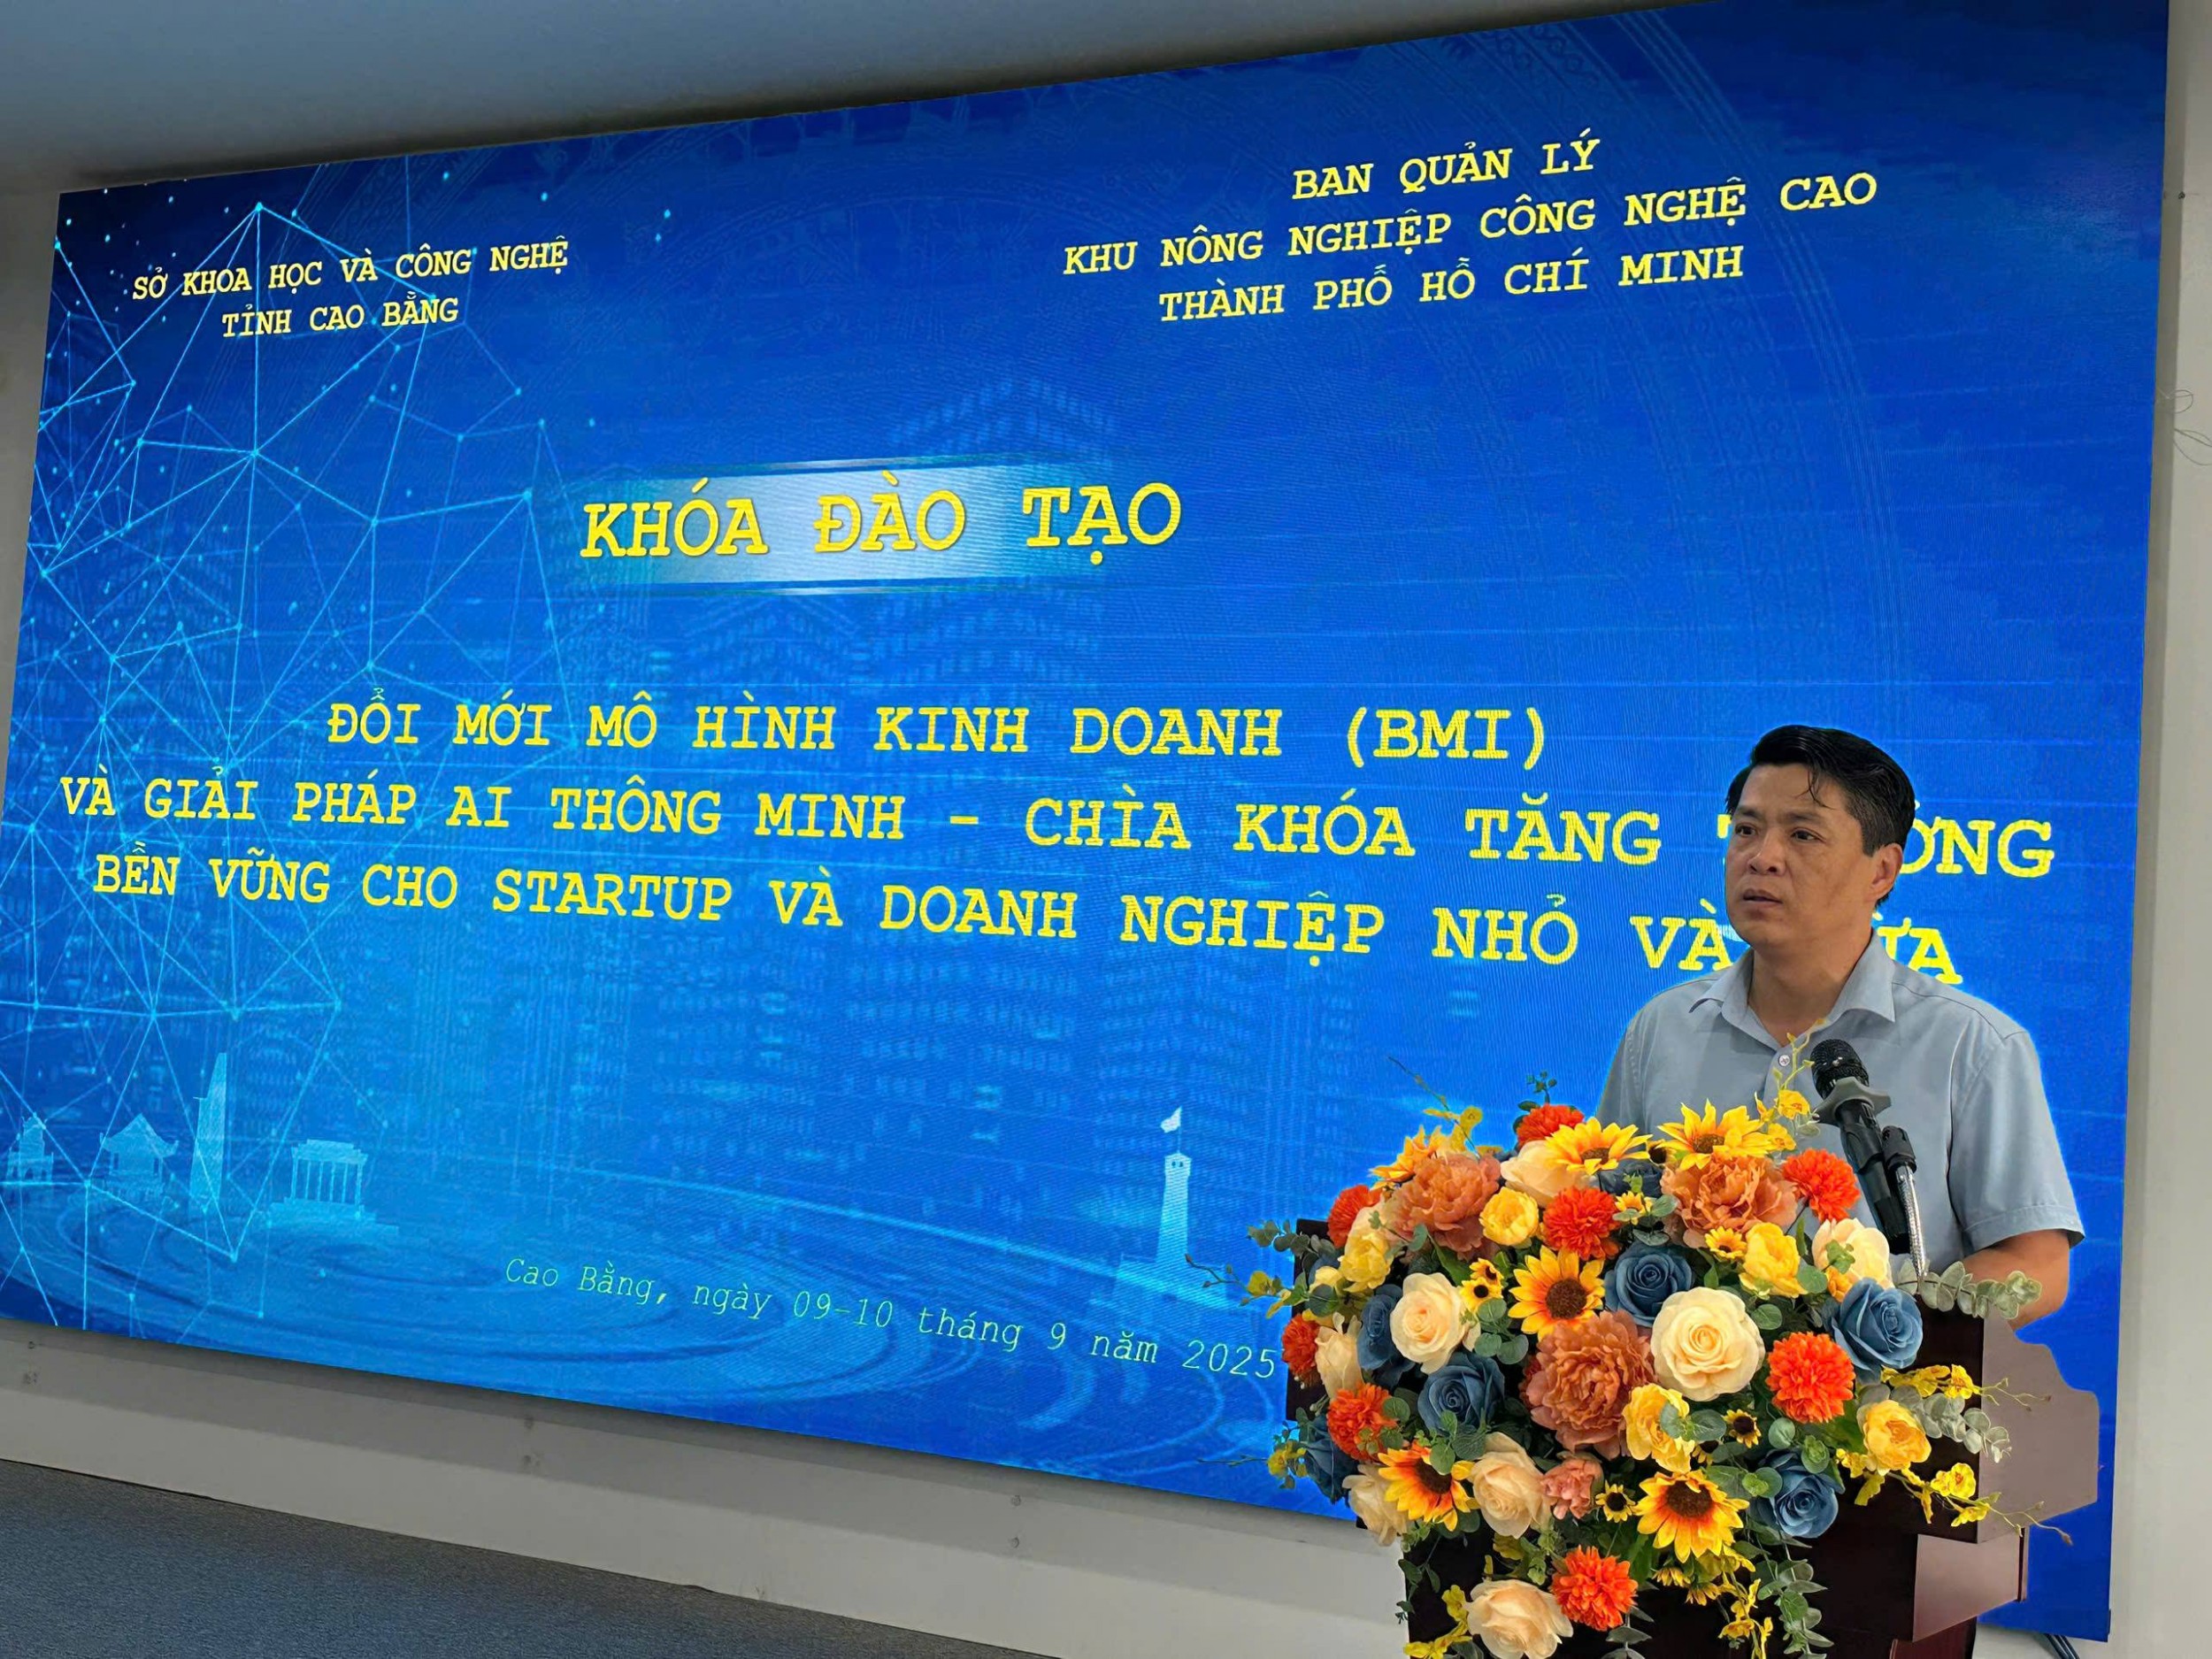 SỞ KHOA HỌC VÀ CÔNG NGHỆ
TỈNH CAO BẰNG
BAN QUẢN LÝ
KHU NÔNG NGHIỆP CÔNG NGHỆ CAO
THÀNH PHỐ HỒ CHÍ MINH
KHÓA ĐÀO TẠO
ĐỔI MỚI MÔ HÌNH KINH DOANH (BMI)
VÀ GIẢI PHÁP AI THÔNG MINH - CHÌA KHÓA TĂNG
BỀN VỮNG CHO STARTUP VÀ DOANH NGHIỆP NHỎ VÀ
Cao Bằng, ngày 09-10 tháng 9 năm 2025